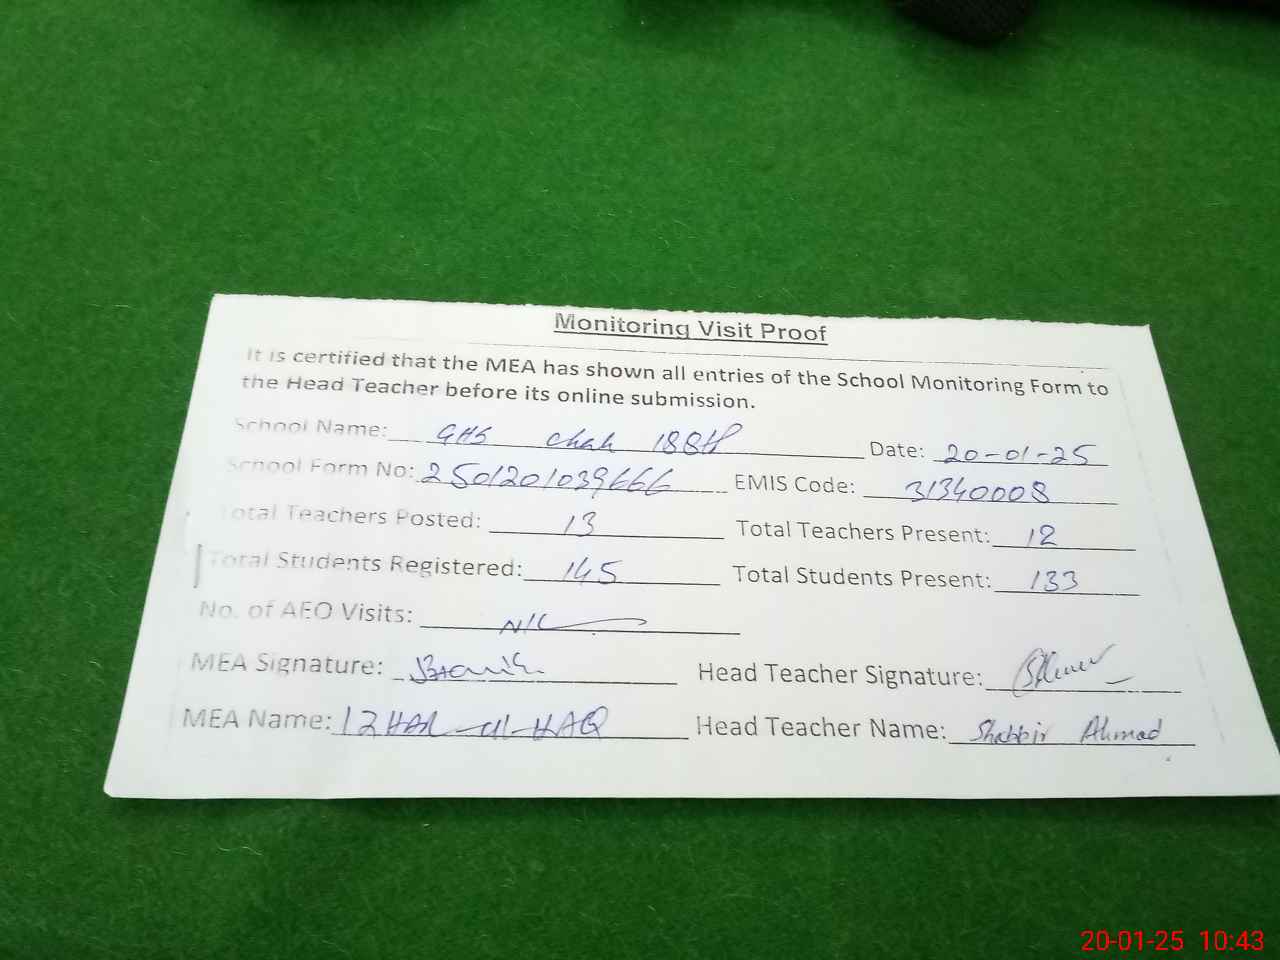 Monitoring Visit Proof
It is certified that the MEA has shown all entries of the School Monitoring Form to
the Head Teacher before its online submission.
School Name: GHS Chak 188P Date: 20-01-25
School Form No: 2501201039666 EMIS Code: 31340008
Total Teachers Posted: 13 Total Teachers Present: 12
Total Students Registered: 145 Total Students Present: 133
No. of AEO Visits: NIL
MEA Signature: Head Teacher Signature:
MEA Name: IZHAR-ul-HAQ Head Teacher Name: Shabbir Ahmad
20-01-25 10:43